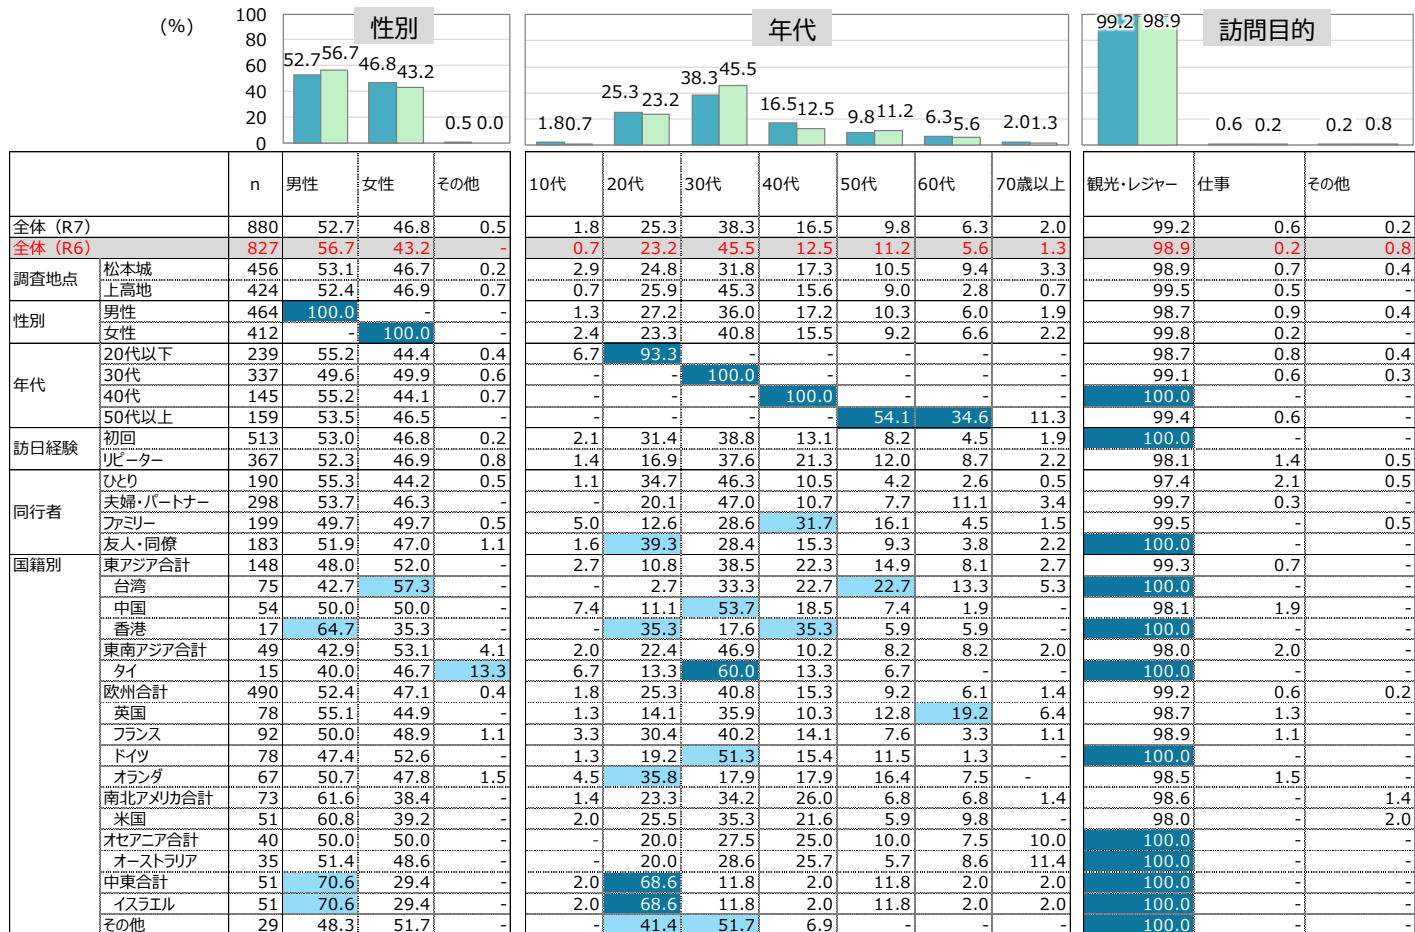 (%)
100
80
60
40
20
0
性別
52.7 56.7 46.8 43.2 0.5 0.0
年代
1.8 0.7 25.3 23.2 38.3 45.5 16.5 12.5 9.8 11.2 6.3 5.6 2.0 1.3
訪問目的
99.2 98.9 0.6 0.2 0.2 0.8
n 男性 女性 その他 10代 20代 30代 40代 50代 60代 70歳以上 観光・レジャー 仕事 その他
全体 (R7) 880 52.7 46.8 0.5 1.8 25.3 38.3 16.5 9.8 6.3 2.0 99.2 0.6 0.2
全体 (R6) 827 56.7 43.2 - 0.7 23.2 45.5 12.5 11.2 5.6 1.3 98.9 0.2 0.8
調査地点 松本城 456 53.1 46.7 0.2 2.9 24.8 31.8 17.3 10.5 9.4 3.3 98.9 0.7 0.4
上高地 424 52.4 46.9 0.7 0.7 25.9 45.3 15.6 9.0 2.8 0.7 99.5 0.5 -
性別 男性 464 100.0 - - 1.3 27.2 36.0 17.2 10.3 6.0 1.9 98.7 0.9 0.4
女性 412 - 100.0 - 2.4 23.3 40.8 15.5 9.2 6.6 2.2 99.8 0.2 -
年代 20代以下 239 55.2 44.4 0.4 6.7 93.3 - - - - - 98.7 0.8 0.4
30代 337 49.6 49.9 0.6 - - 100.0 - - - - 99.1 0.6 0.3
40代 145 55.2 44.1 0.7 - - - 100.0 - - - 100.0 - -
50代以上 159 53.5 46.5 - - - - - 54.1 34.6 11.3 99.4 0.6 -
訪日経験 初回 513 53.0 46.8 0.2 2.1 31.4 38.8 13.1 8.2 4.5 1.9 100.0 - -
リピーター 367 52.3 46.9 0.8 1.4 16.9 37.6 21.3 12.0 8.7 2.2 98.1 1.4 0.5
同行者 ひとり 190 55.3 44.2 0.5 1.1 34.7 46.3 10.5 4.2 2.6 0.5 97.4 2.1 0.5
夫婦・パートナー 298 53.7 46.3 - - 20.1 47.0 10.7 7.7 11.1 3.4 99.7 0.3 -
ファミリー 199 49.7 49.7 0.5 5.0 12.6 28.6 31.7 16.1 4.5 1.5 99.5 - 0.5
友人・同僚 183 51.9 47.0 1.1 1.6 39.3 28.4 15.3 9.3 3.8 2.2 100.0 - -
国籍別 東アジア合計 148 48.0 52.0 - 2.7 10.8 38.5 22.3 14.9 8.1 2.7 99.3 0.7 -
台湾 75 42.7 57.3 - - 2.7 33.3 22.7 22.7 13.3 5.3 100.0 - -
中国 54 50.0 50.0 - 7.4 11.1 53.7 18.5 7.4 1.9 - 98.1 1.9 -
香港 17 64.7 35.3 - - 35.3 17.6 35.3 5.9 5.9 - 100.0 - -
東南アジア合計 49 42.9 53.1 4.1 2.0 22.4 46.9 10.2 8.2 8.2 2.0 98.0 2.0 -
タイ 15 40.0 46.7 13.3 6.7 13.3 60.0 13.3 6.7 - - 100.0 - -
欧州合計 490 52.4 47.1 0.4 1.8 25.3 40.8 15.3 9.2 6.1 1.4 99.2 0.6 0.2
英国 78 55.1 44.9 - 1.3 14.1 35.9 10.3 12.8 19.2 6.4 98.7 1.3 -
フランス 92 50.0 48.9 1.1 3.3 30.4 40.2 14.1 7.6 3.3 1.1 98.9 1.1 -
ドイツ 78 47.4 52.6 - 1.3 19.2 51.3 15.4 11.5 1.3 - 100.0 - -
オランダ 67 50.7 47.8 1.5 4.5 35.8 17.9 17.9 16.4 7.5 - 98.5 1.5 -
南北アメリカ合計 73 61.6 38.4 - 1.4 23.3 34.2 26.0 6.8 6.8 1.4 98.6 - 1.4
米国 51 60.8 39.2 - 2.0 25.5 35.3 21.6 5.9 9.8 - 98.0 - 2.0
オセアニア合計 40 50.0 50.0 - - 20.0 27.5 25.0 10.0 7.5 10.0 100.0 - -
オーストラリア 35 51.4 48.6 - - 20.0 28.6 25.7 5.7 8.6 11.4 100.0 - -
中東合計 51 70.6 29.4 - 2.0 68.6 11.8 2.0 11.8 2.0 2.0 100.0 - -
イスラエル 51 70.6 29.4 - 2.0 68.6 11.8 2.0 11.8 2.0 2.0 100.0 - -
その他 29 48.3 51.7 - - 41.4 51.7 6.9 - - - 100.0 - -